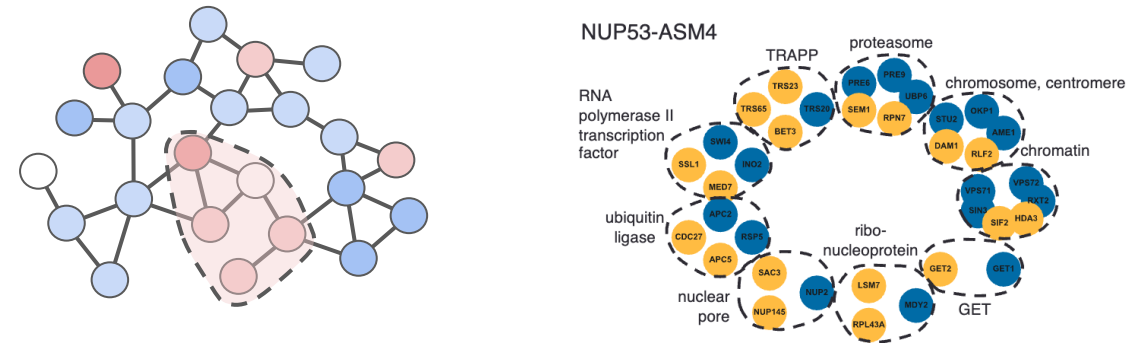 NUP53-ASM4
TRAPP
TRS23
TRS65
TRS20
BET3
proteasome
PRE6
PRE9
UBP6
SEM1
RPN7
chromosome, centromere
STU2
OKP1
AME1
DAM1
RLF2
chromatin
VPS71
VPS72
SIN3
RXT2
SIF2
HDA3
RNA
polymerase II
transcription
factor
SWI4
SSL1
INO2
MED7
ubiquitin
ligase
APC2
CDC27
RSP5
APC5
nuclear
pore
SAC3
NUP2
NUP145
ribo-
nucleoprotein
LSM7
MDY2
RPL43A
GET2
GET1
GET